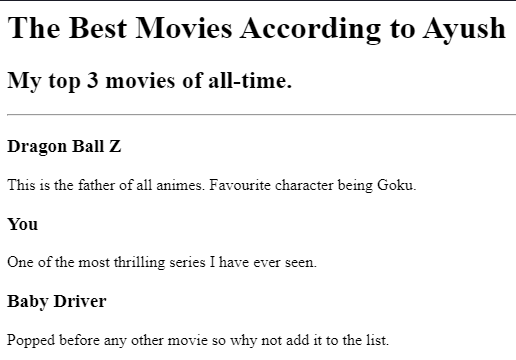 The Best Movies According to Ayush
My top 3 movies of all-time.
Dragon Ball Z
This is the father of all animes. Favourite character being Goku.
You
One of the most thrilling series I have ever seen.
Baby Driver
Popped before any other movie so why not add it to the list.